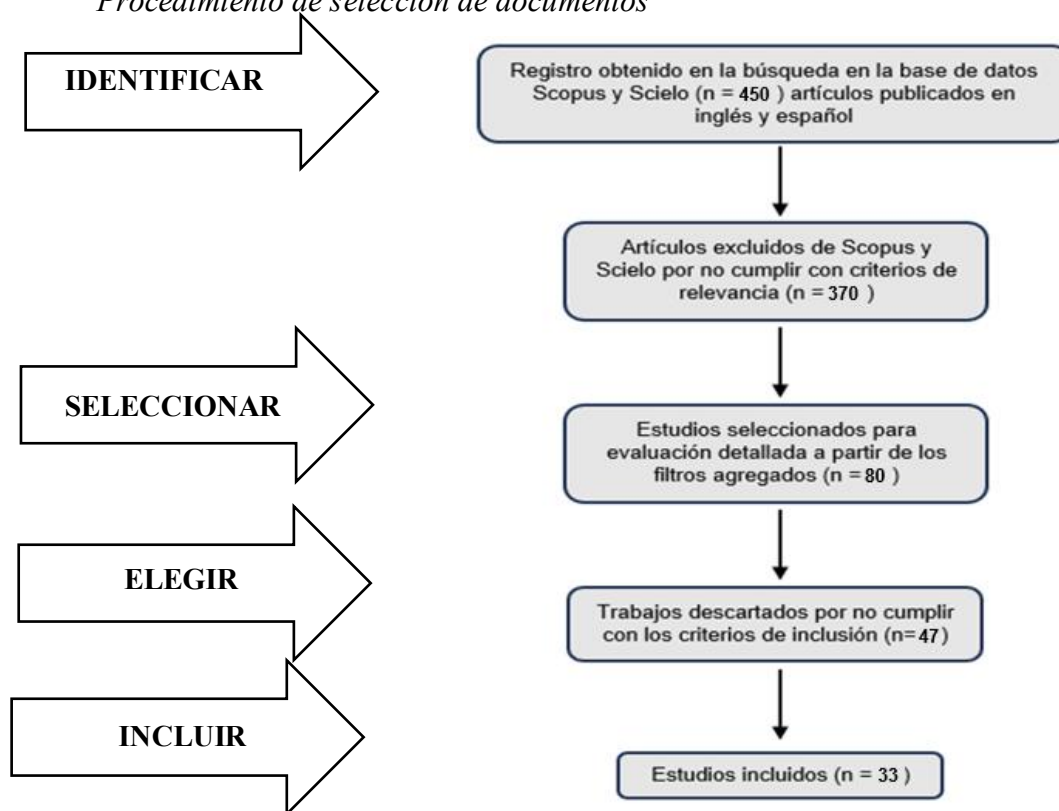 Procedimiento de selección de documentos
IDENTIFICAR
Registro obtenido en la búsqueda en la base de datos
Scopus y Scielo (n = 450 ) artículos publicados en
inglés y español
Artículos excluidos de Scopus y
Scielo por no cumplir con criterios de
relevancia (n = 370 )
SELECCIONAR
Estudios seleccionados para
evaluación detallada a partir de los
filtros agregados (n = 80 )
ELEGIR
Trabajos descartados por no cumplir
con los criterios de inclusión (n= 47)
INCLUIR
Estudios incluidos (n = 33 )